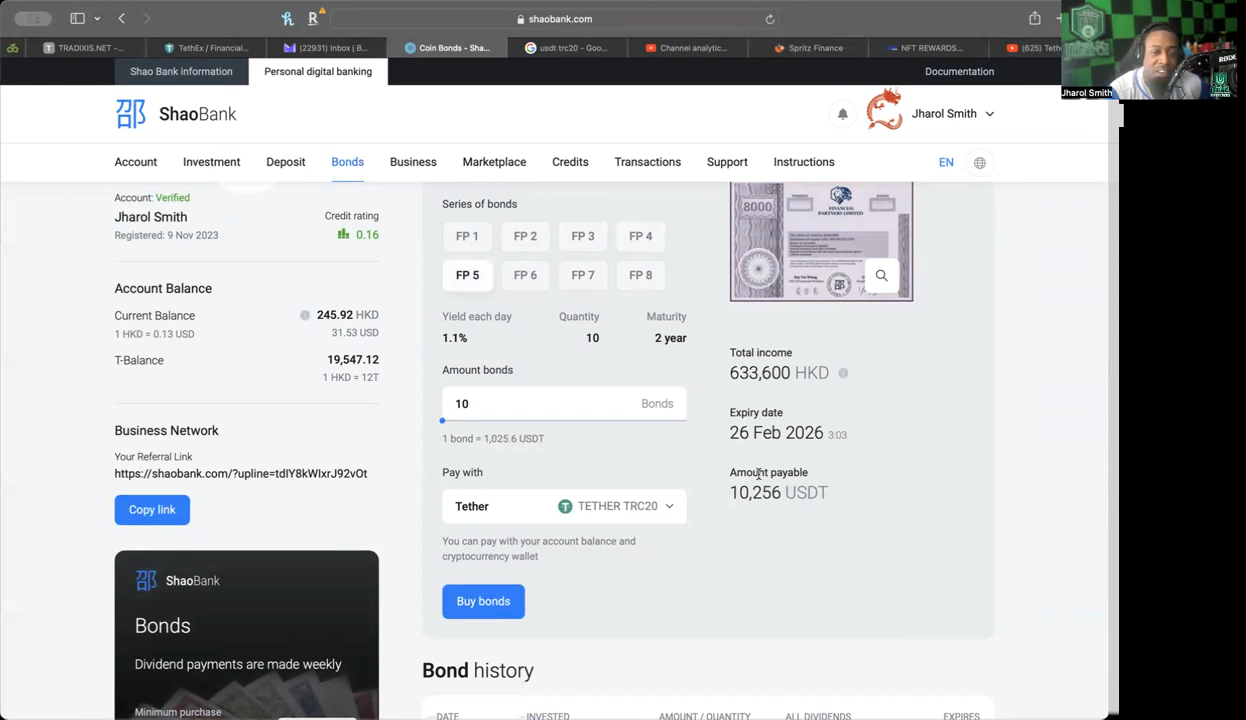 shaobank.com
TRADIXIS.NET -...
TethEx / Financial...
(22931) Inbox | B...
Coin Bonds - Sha...
usdt trc20 - Goo...
Channel analytic...
Spritz Finance
NFT REWARDS...
(625) Teth
Shao Bank information
Personal digital banking
Documentation
Jharol Smith
邵 ShaoBank
Jharol Smith
Account
Investment
Deposit
Bonds
Business
Marketplace
Credits
Transactions
Support
Instructions
EN
Account: Verified
Jharol Smith
Credit rating
Registered: 9 Nov 2023
0.16
Account Balance
Current Balance
245.92 HKD
1 HKD = 0.13 USD
31.53 USD
T-Balance
19,547.12
1 HKD = 12T
Business Network
Your Referral Link
https://shaobank.com/?upline=tdlY8kWIxrJ92vOt
Copy link
邵 ShaoBank
Bonds
Dividend payments are made weekly
Minimum purchase
Series of bonds
FP 1
FP 2
FP 3
FP 4
FP 5
FP 6
FP 7
FP 8
Yield each day
Quantity
Maturity
1.1%
10
2 year
Amount bonds
10
Bonds
1 bond = 1,025.6 USDT
Pay with
Tether
TETHER TRC20
You can pay with your account balance and
cryptocurrency wallet
Buy bonds
8000
FINANCIAL
PARTNERS LIMITED
Total income
633,600 HKD
Expiry date
26 Feb 2026 3:03
Amount payable
10,256 USDT
Bond history
DATE
INVESTED
AMOUNT / QUANTITY
ALL DIVIDENDS
EXPIRES